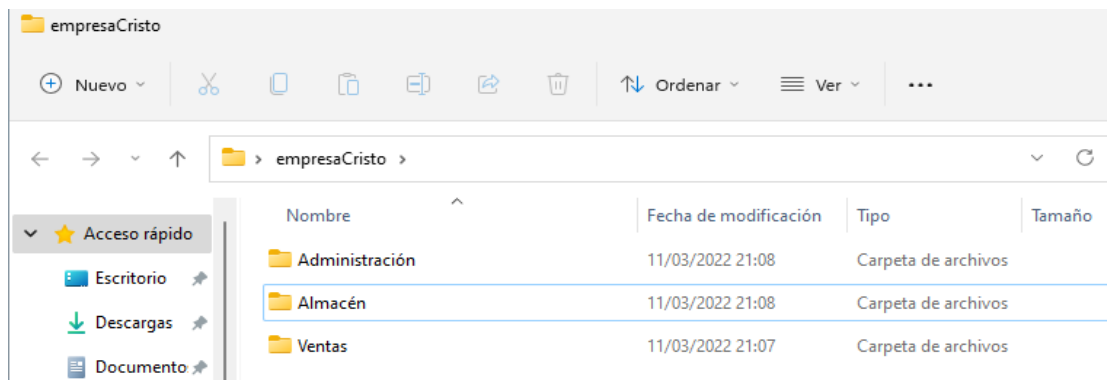 empresaCristo
Nuevo Ordenar Ver
empresaCristo
Nombre Fecha de modificación Tipo Tamaño
Acceso rápido
Administración 11/03/2022 21:08 Carpeta de archivos
Escritorio
Almacén 11/03/2022 21:08 Carpeta de archivos
Descargas
Ventas 11/03/2022 21:07 Carpeta de archivos
Documento